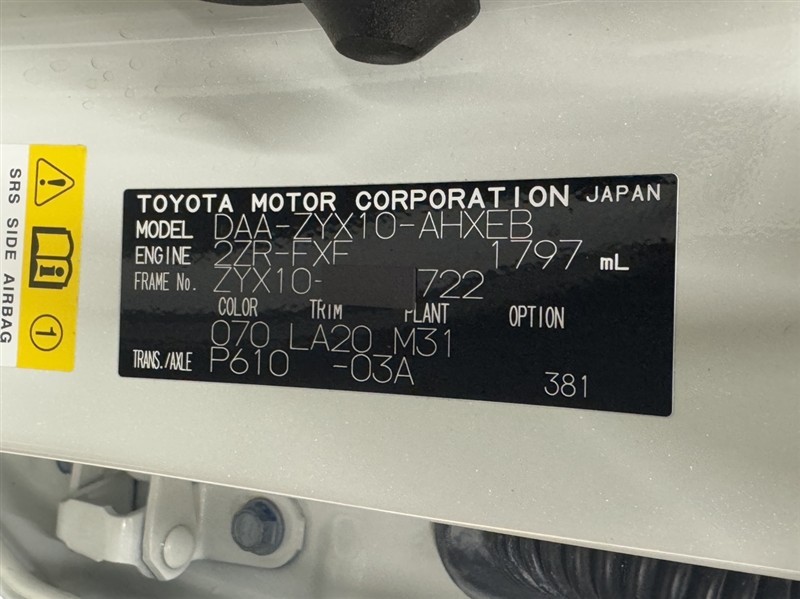 SRS SIDE AIRBAG
1
TOYOTA MOTOR CORPORATION JAPAN
MODEL DAA-ZYX10-AHXEB
ENGINE 2ZR-FXF 1797 mL
FRAME No. ZYX10- 722
COLOR TRIM PLANT OPTION
070 LA20 M31
TRANS./AXLE P610 -03A
381